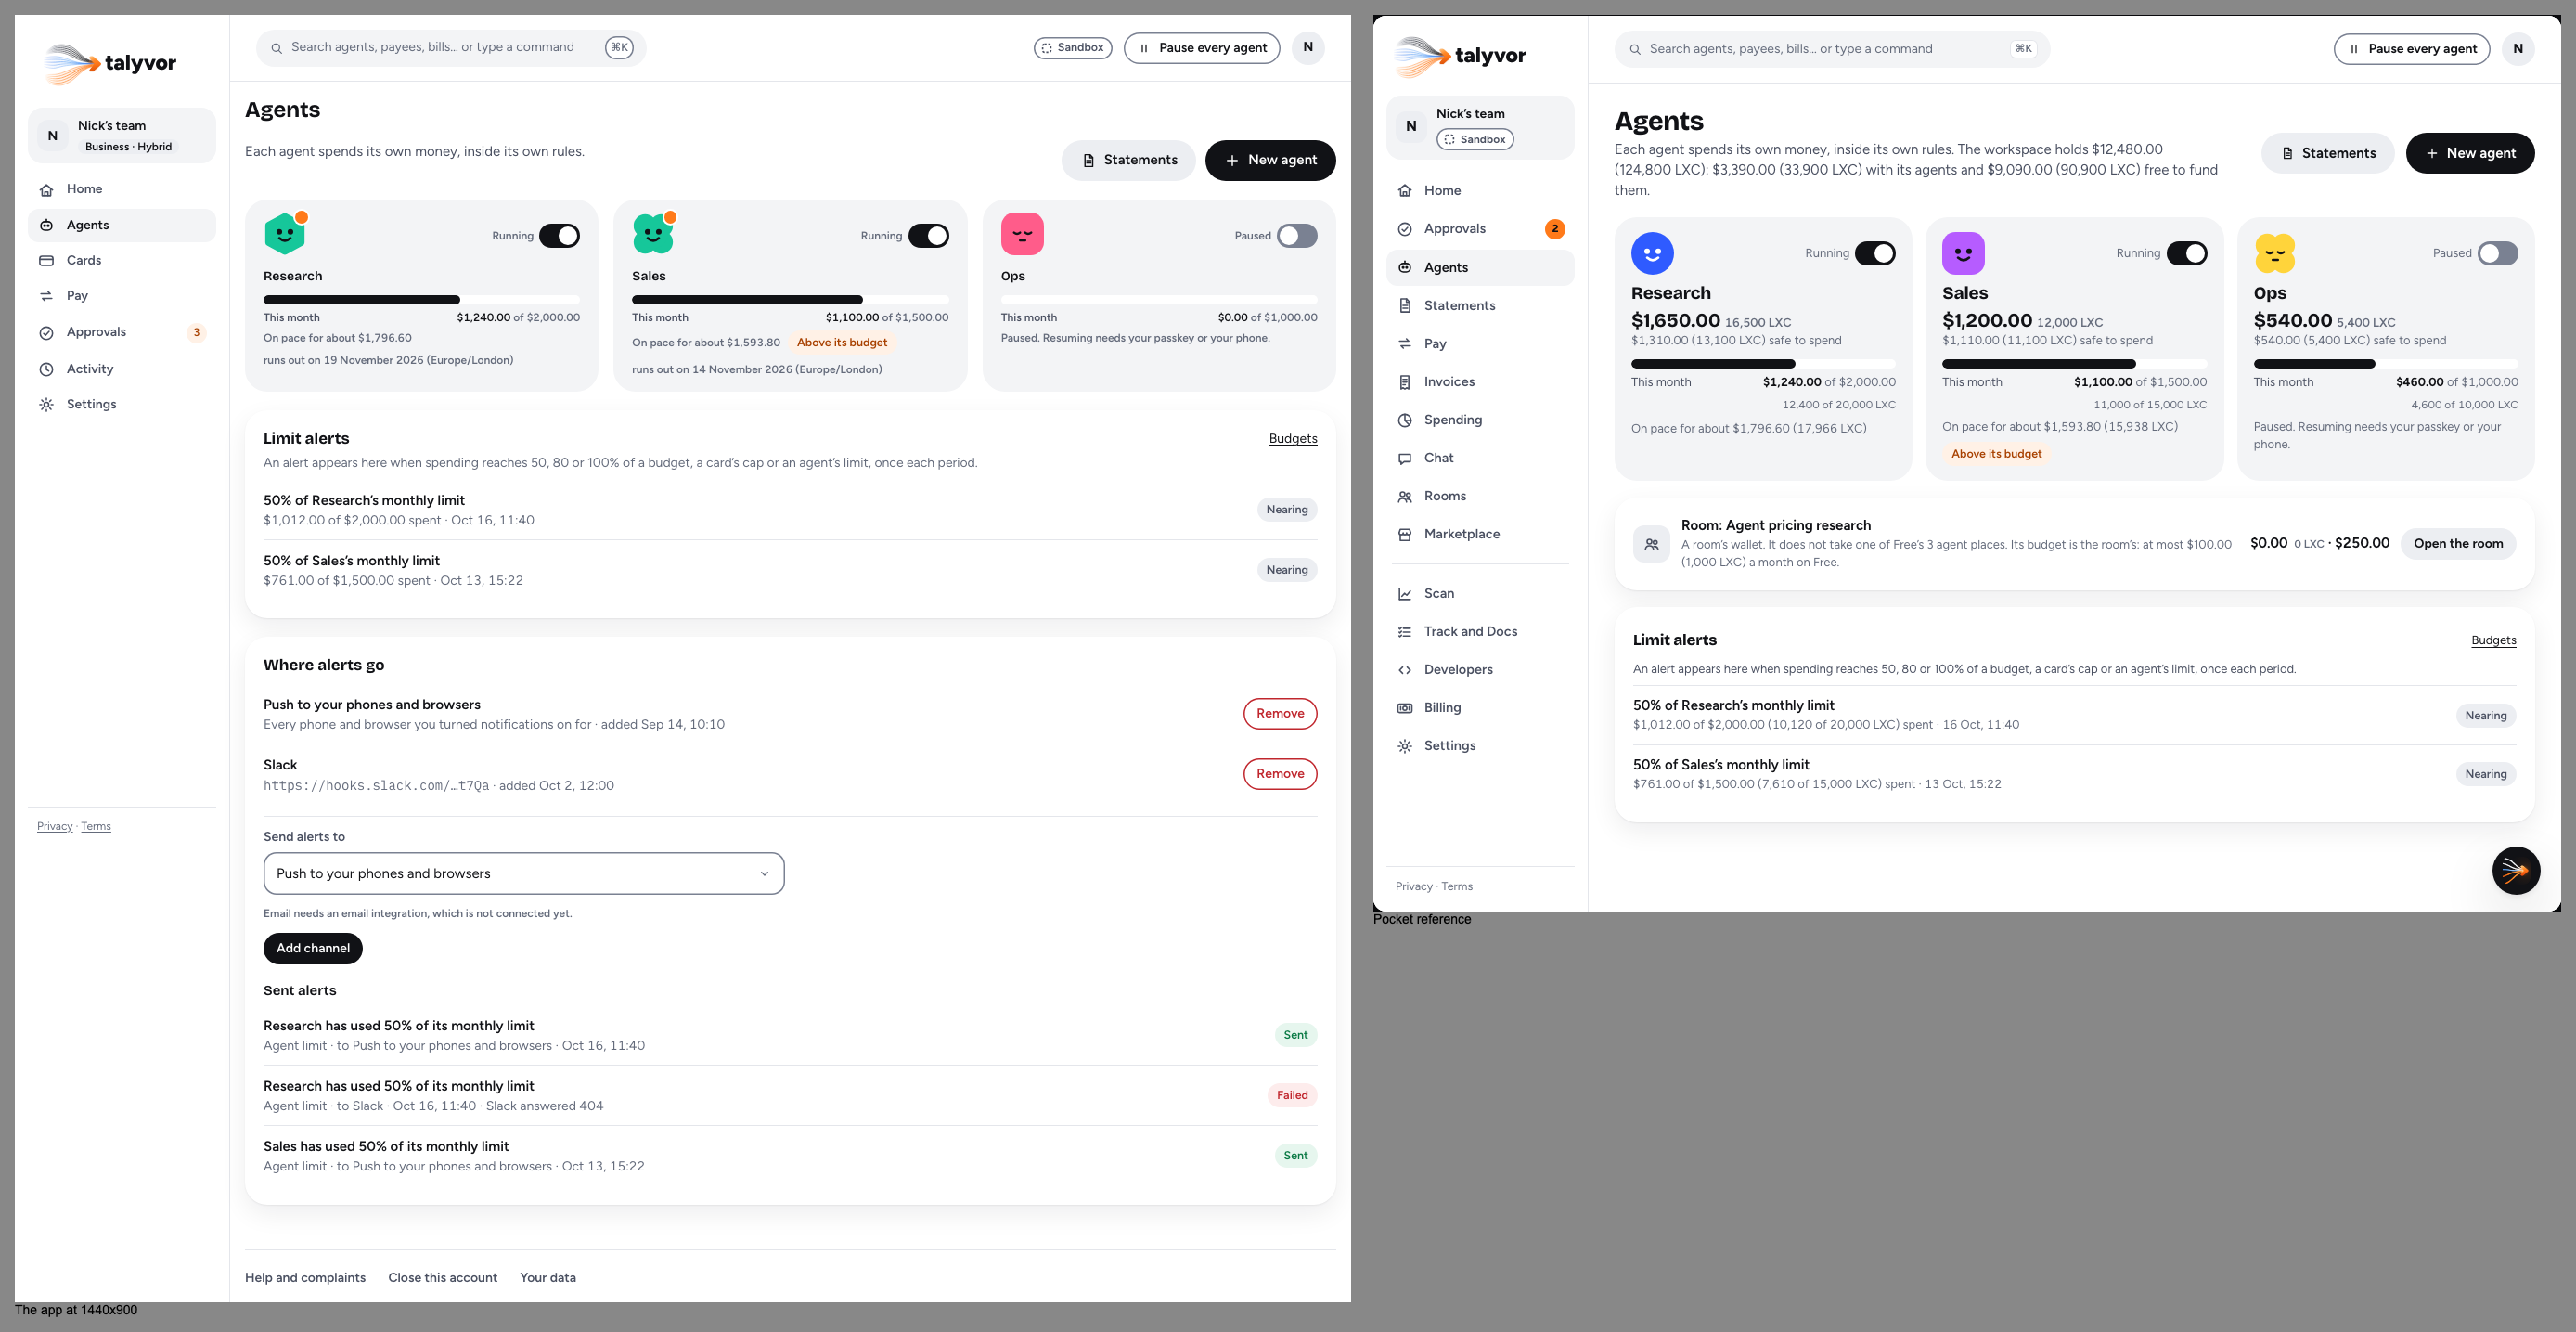 talyvor
Search agents, payees, bills... or type a command
⌘K
Sandbox
Pause every agent
N
N
Nick's team
Business · Hybrid
Home
Agents
Cards
Pay
Approvals
3
Activity
Settings
Privacy · Terms
Agents
Each agent spends its own money, inside its own rules.
Statements
New agent
Running
Research
This month
$1,240.00 of $2,000.00
On pace for about $1,796.60
runs out on 19 November 2026 (Europe/London)
Running
Sales
This month
$1,100.00 of $1,500.00
On pace for about $1,593.80
Above its budget
runs out on 14 November 2026 (Europe/London)
Paused
Ops
This month
$0.00 of $1,000.00
Paused. Resuming needs your passkey or your phone.
Limit alerts
Budgets
An alert appears here when spending reaches 50, 80 or 100% of a budget, a card's cap or an agent's limit, once each period.
50% of Research's monthly limit
$1,012.00 of $2,000.00 spent · Oct 16, 11:40
Nearing
50% of Sales's monthly limit
$761.00 of $1,500.00 spent · Oct 13, 15:22
Nearing
Where alerts go
Push to your phones and browsers
Every phone and browser you turned notifications on for · added Sep 14, 10:10
Remove
Slack
https://hooks.slack.com/…t7Qa · added Oct 2, 12:00
Remove
Send alerts to
Push to your phones and browsers
Email needs an email integration, which is not connected yet.
Add channel
Sent alerts
Research has used 50% of its monthly limit
Agent limit · to Push to your phones and browsers · Oct 16, 11:40
Sent
Research has used 50% of its monthly limit
Agent limit · to Slack · Oct 16, 11:40 · Slack answered 404
Failed
Sales has used 50% of its monthly limit
Agent limit · to Push to your phones and browsers · Oct 13, 15:22
Sent
Help and complaints
Close this account
Your data
The app at 1440x900
talyvor
Search agents, payees, bills... or type a command
⌘K
Pause every agent
N
N
Nick's team
Sandbox
Home
Approvals
2
Agents
Statements
Pay
Invoices
Spending
Chat
Rooms
Marketplace
Scan
Track and Docs
Developers
Billing
Settings
Privacy · Terms
Agents
Each agent spends its own money, inside its own rules. The workspace holds $12,480.00
(124,800 LXC): $3,390.00 (33,900 LXC) with its agents and $9,090.00 (90,900 LXC) free to fund
them.
Statements
New agent
Running
Research
$1,650.00 16,500 LXC
$1,310.00 (13,100 LXC) safe to spend
This month
$1,240.00 of $2,000.00
12,400 of 20,000 LXC
On pace for about $1,796.60 (17,966 LXC)
Running
Sales
$1,200.00 12,000 LXC
$1,110.00 (11,100 LXC) safe to spend
This month
$1,100.00 of $1,500.00
11,000 of 15,000 LXC
On pace for about $1,593.80 (15,938 LXC)
Above its budget
Paused
Ops
$540.00 5,400 LXC
$540.00 (5,400 LXC) safe to spend
This month
$460.00 of $1,000.00
4,600 of 10,000 LXC
Paused. Resuming needs your passkey or your
phone.
Room: Agent pricing research
A room's wallet. It does not take one of Free's 3 agent places. Its budget is the room's: at most $100.00
(1,000 LXC) a month on Free.
$0.00 0 LXC · $250.00
Open the room
Limit alerts
Budgets
An alert appears here when spending reaches 50, 80 or 100% of a budget, a card's cap or an agent's limit, once each period.
50% of Research's monthly limit
$1,012.00 of $2,000.00 (10,120 of 20,000 LXC) spent · 16 Oct, 11:40
Nearing
50% of Sales's monthly limit
$761.00 of $1,500.00 (7,610 of 15,000 LXC) spent · 13 Oct, 15:22
Nearing
Pocket reference